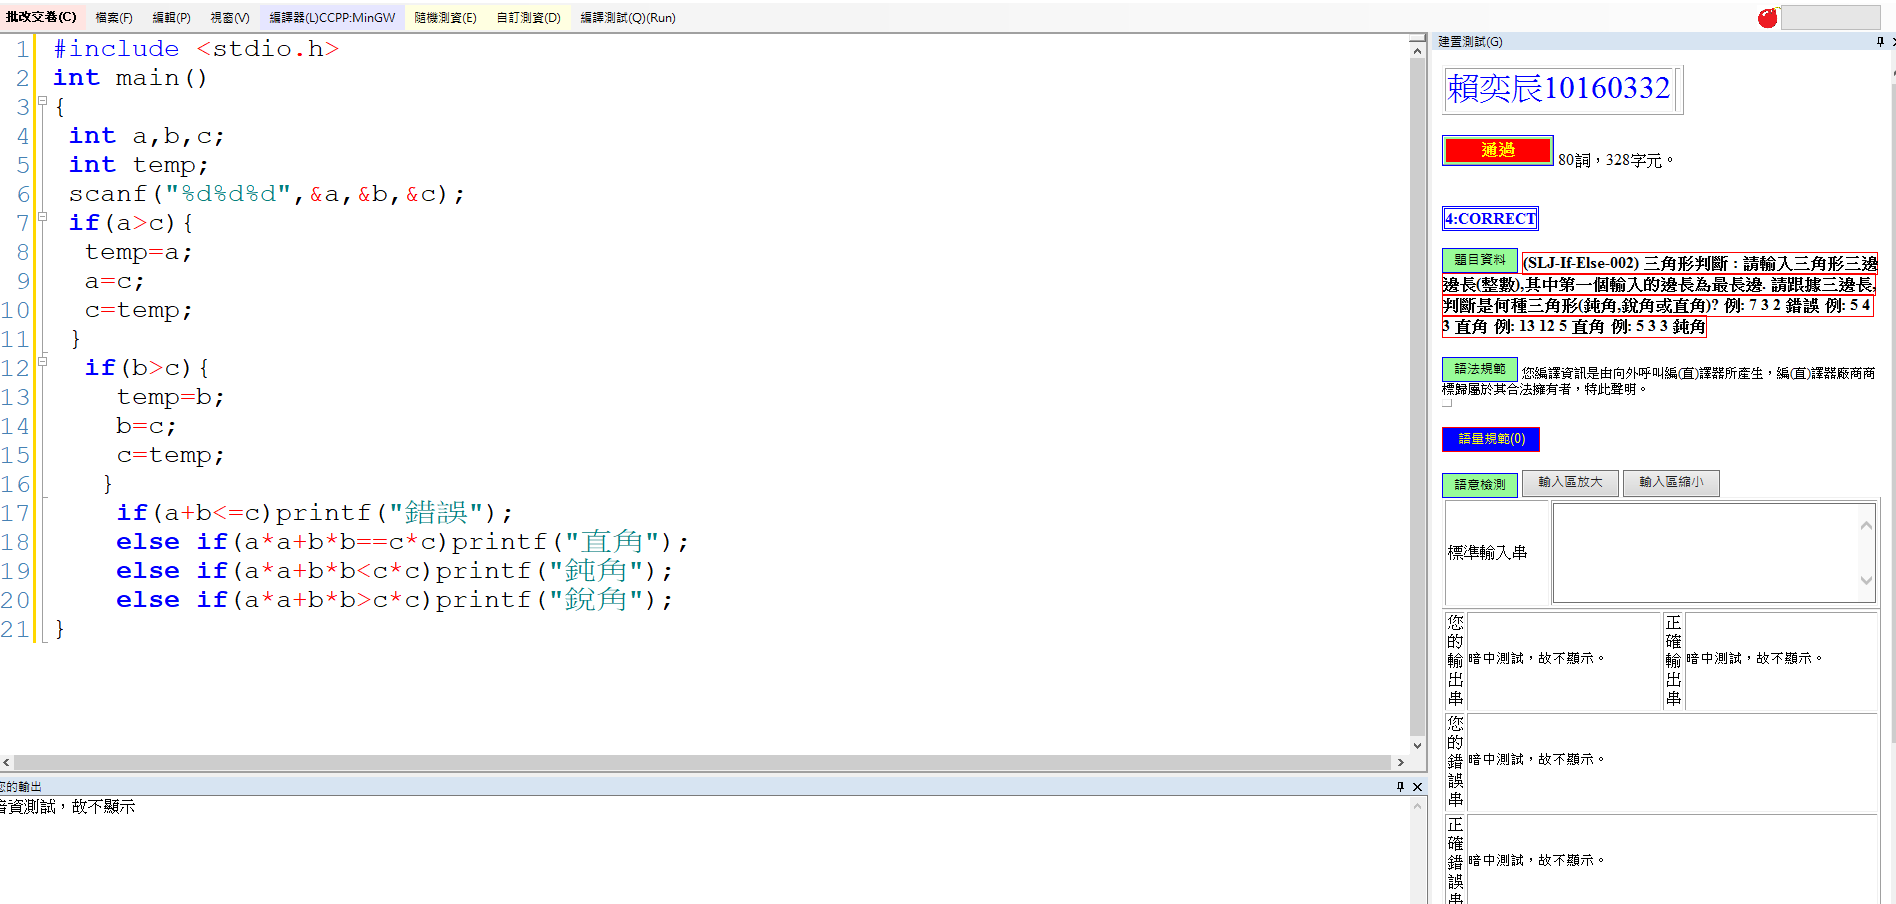 批改交卷(C) 檔案(F) 編輯(P) 視窗(V) 編譯器(L)CCPP:MinGW 隨機測資(E) 自訂測資(D) 編譯測試(Q)(Run)
1 #include <stdio.h>
2 int main()
3 {
4 int a,b,c;
5 int temp;
6 scanf("%d%d%d",&a,&b,&c);
7 if(a>c){
8 temp=a;
9 a=c;
10 c=temp;
11 }
12 if(b>c){
13 temp=b;
14 b=c;
15 c=temp;
16 }
17 if(a+b<=c)printf("錯誤");
18 else if(a*a+b*b==c*c)printf("直角");
19 else if(a*a+b*b<c*c)printf("鈍角");
20 else if(a*a+b*b>c*c)printf("銳角");
21 }
您的輸出
暗資測試，故不顯示
建置測試(G)
賴奕辰10160332
通過 80詞，328字元。
4:CORRECT
題目資料 (SLJ-If-Else-002) 三角形判斷 : 請輸入三角形三邊
邊長(整數),其中第一個輸入的邊長為最長邊. 請跟據三邊長,
判斷是何種三角形(鈍角,銳角或直角)? 例: 7 3 2 錯誤 例: 5 4
3 直角 例: 13 12 5 直角 例: 5 3 3 鈍角
語法規範 您編譯資訊是由向外呼叫編(直)譯器所產生，編(直)譯器廠商商
標歸屬於其合法擁有者，特此聲明。
語量規範(0)
語意檢測 輸入區放大 輸入區縮小
標準輸入串
您的輸出串 暗中測試，故不顯示。 正確輸出串 暗中測試，故不顯示。
您的錯誤串 暗中測試，故不顯示。
正確錯誤串 暗中測試，故不顯示。